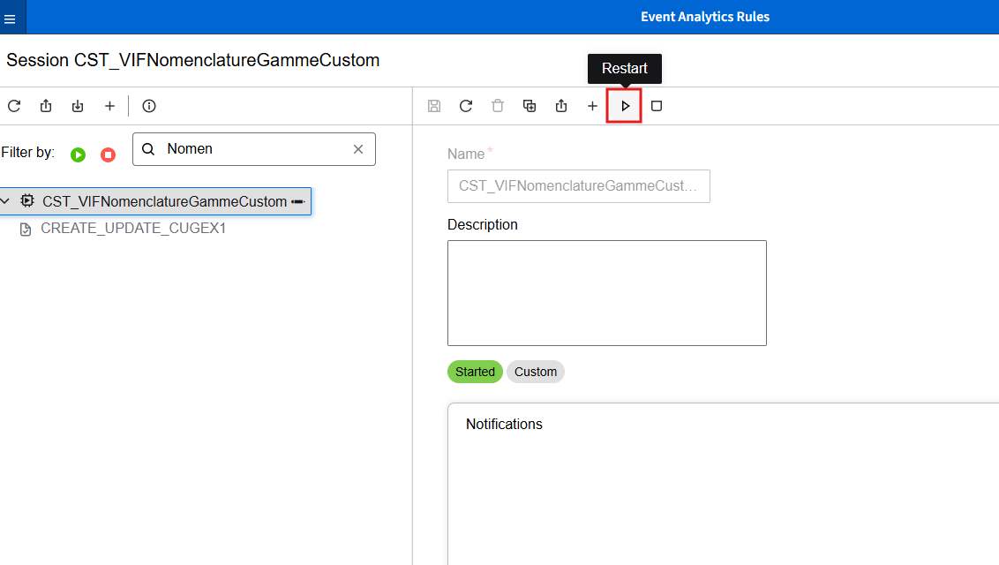 Event Analytics Rules
Session CST_VIFNomenclatureGammeCustom
Restart
Filter by:
Nomen
CST_VIFNomenclatureGammeCustom
CREATE_UPDATE_CUGEX1
Name *
CST_VIFNomenclatureGammeCust...
Description
Started Custom
Notifications